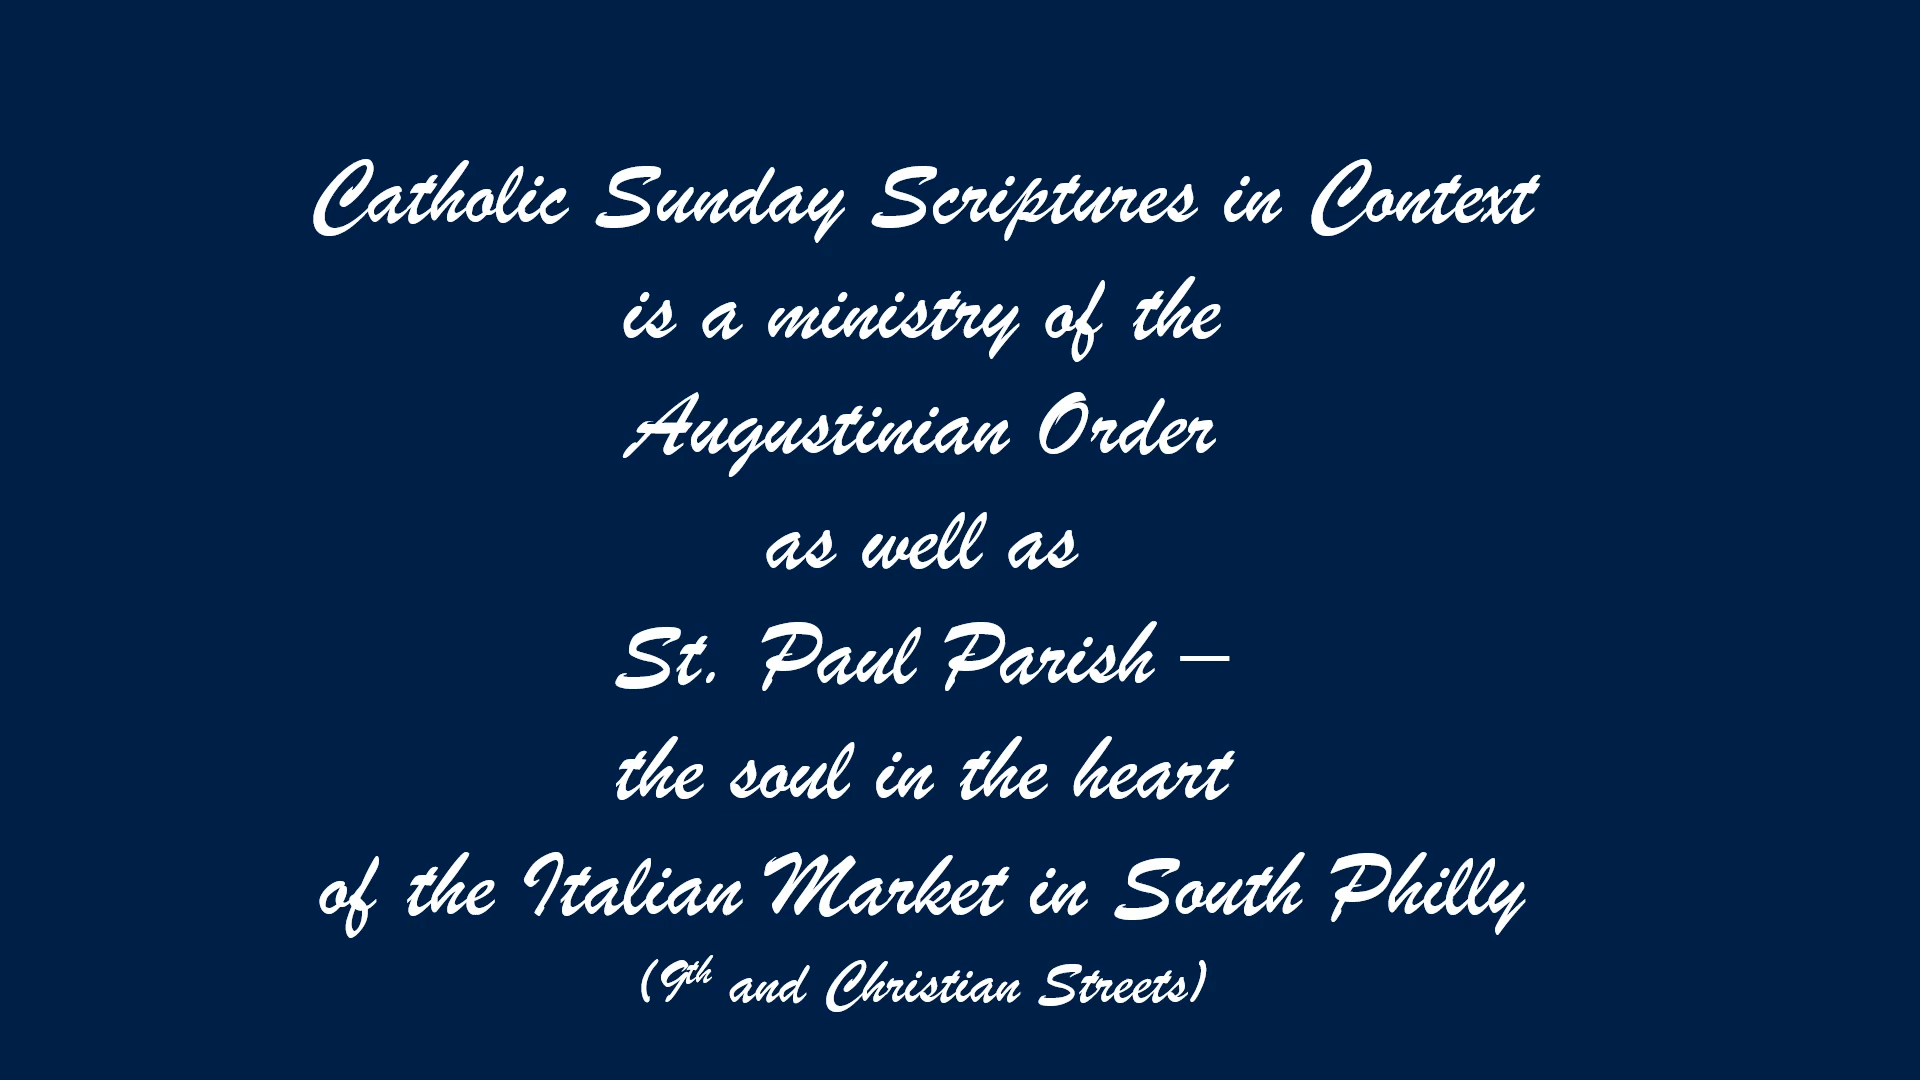 Catholic Sunday Scriptures in Context
is a ministry of the
Augustinian Order
as well as
St. Paul Parish –
the soul in the heart
of the Italian Market in South Philly
(9th and Christian Streets)